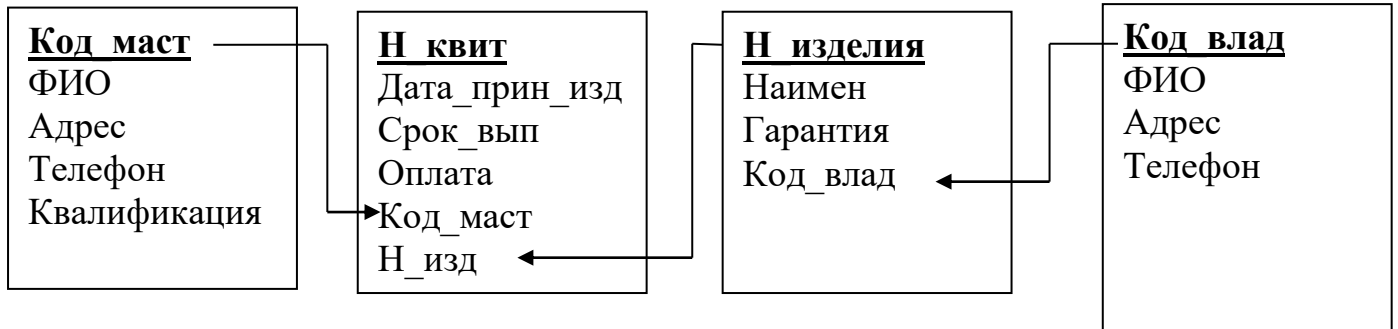 Код_маст
ФИО
Адрес
Телефон
Квалификация
Н_квит
Дата_прин_изд
Срок_вып
Оплата
Код_маст
Н_изд
Н_изделия
Наимен
Гарантия
Код_влад
Код_влад
ФИО
Адрес
Телефон